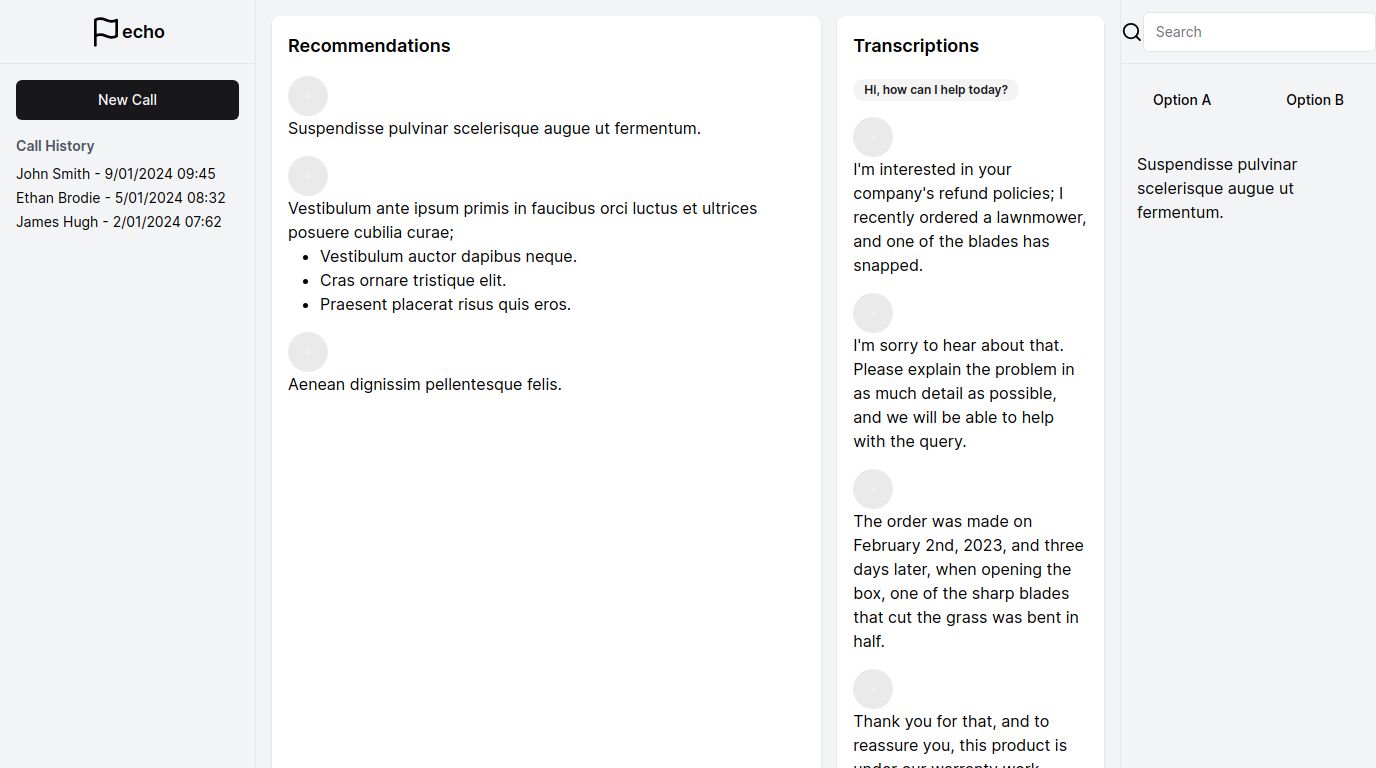 echo
New Call
Call History
John Smith - 9/01/2024 09:45
Ethan Brodie - 5/01/2024 08:32
James Hugh - 2/01/2024 07:62
Recommendations
Suspendisse pulvinar scelerisque augue ut fermentum.
Vestibulum ante ipsum primis in faucibus orci luctus et ultrices
posuere cubilia curae;
Vestibulum auctor dapibus neque.
Cras ornare tristique elit.
Praesent placerat risus quis eros.
Aenean dignissim pellentesque felis.
Transcriptions
Hi, how can I help today?
I'm interested in your
company's refund policies; I
recently ordered a lawnmower,
and one of the blades has
snapped.
I'm sorry to hear about that.
Please explain the problem in
as much detail as possible,
and we will be able to help
with the query.
The order was made on
February 2nd, 2023, and three
days later, when opening the
box, one of the sharp blades
that cut the grass was bent in
half.
Thank you for that, and to
reassure you, this product is
under our warranty work
Search
Option A
Option B
Suspendisse pulvinar
scelerisque augue ut
fermentum.